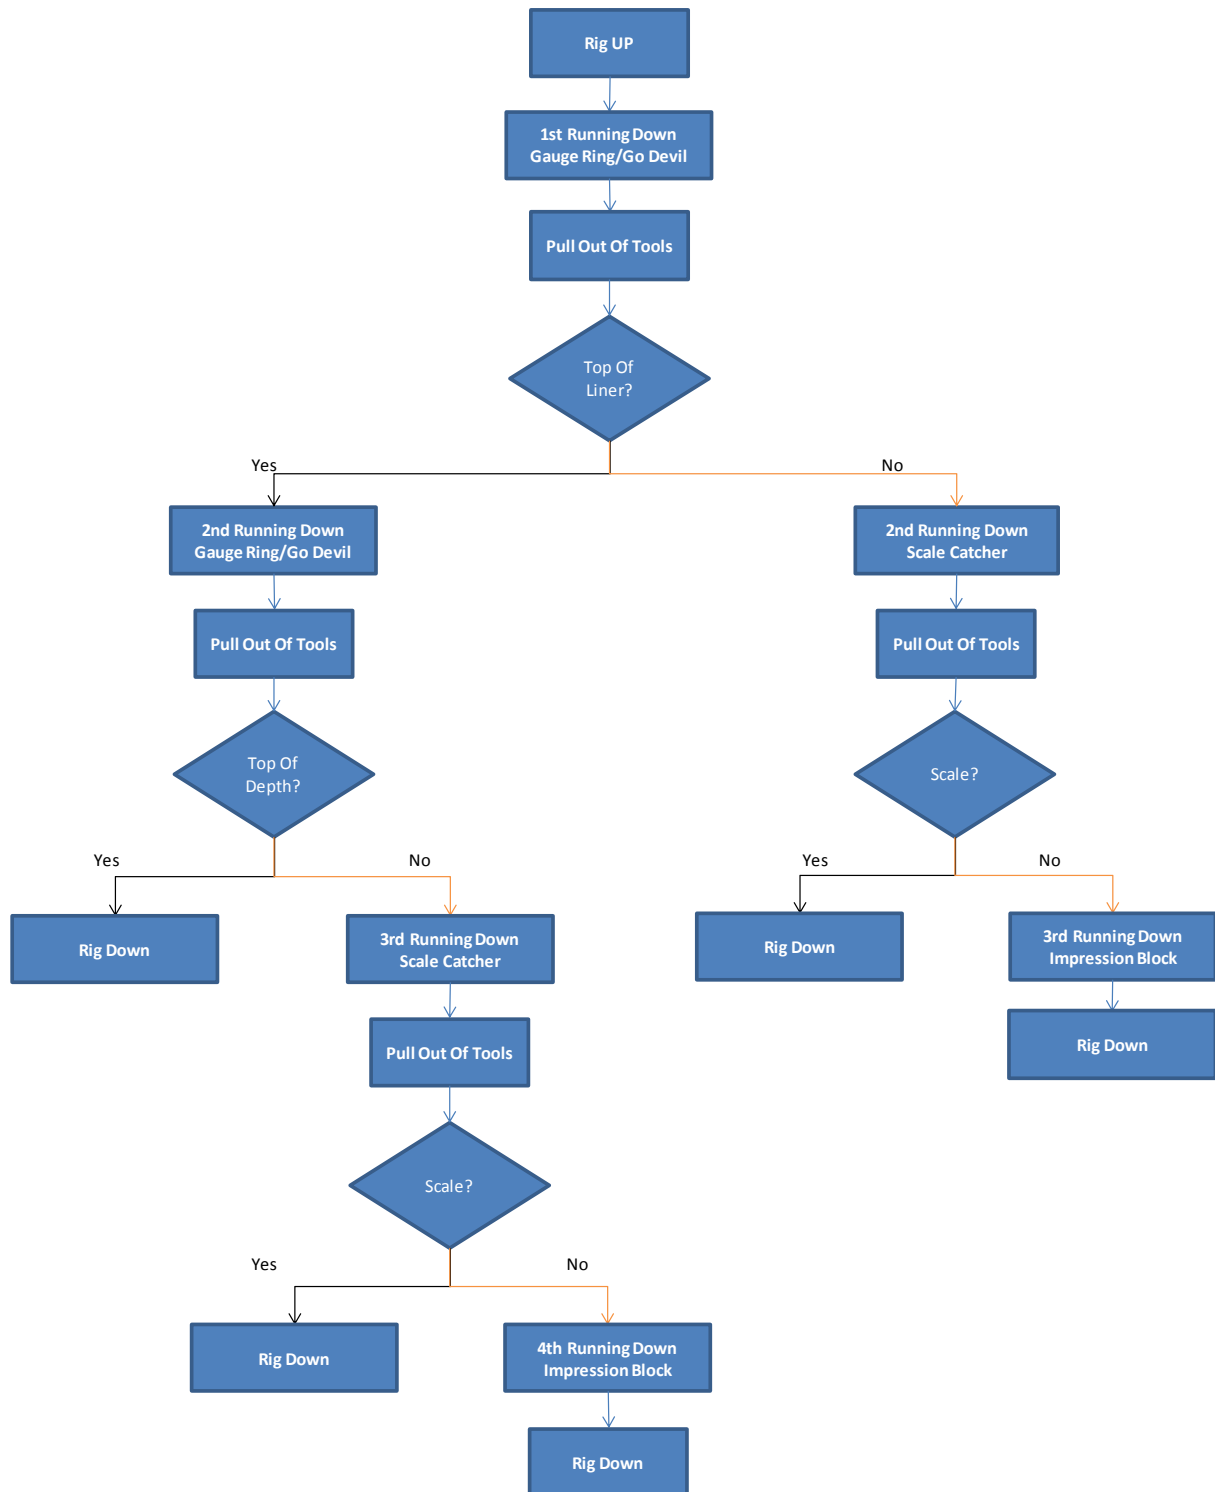 Rig UP
1st Running Down
Gauge Ring/Go Devil
Pull Out Of Tools
Top Of
Liner?
Yes
No
2nd Running Down
Gauge Ring/Go Devil
2nd Running Down
Scale Catcher
Pull Out Of Tools
Pull Out Of Tools
Top Of
Depth?
Scale?
Yes
No
Yes
No
Rig Down
3rd Running Down
Scale Catcher
Rig Down
3rd Running Down
Impression Block
Pull Out Of Tools
Rig Down
Scale?
Yes
No
Rig Down
4th Running Down
Impression Block
Rig Down